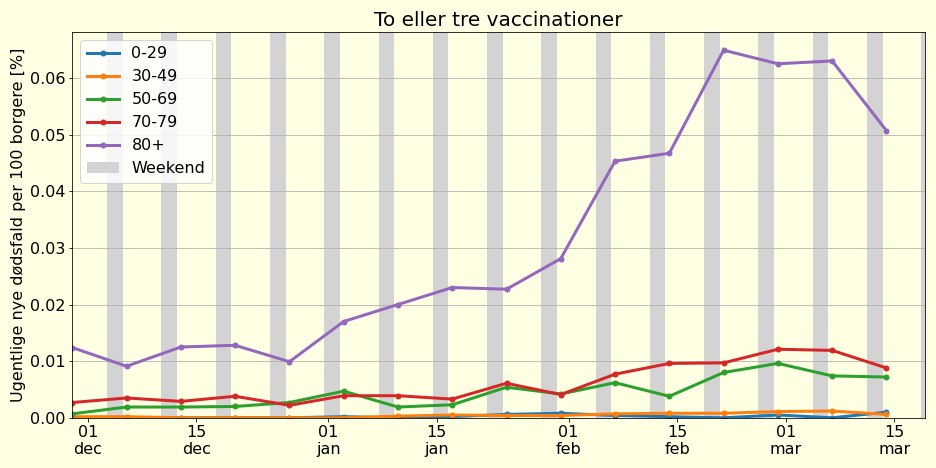 To eller tre vaccinationer
Ugentlige nye dødsfald per 100 borgere [%]
0.06
0.05
0.04
0.03
0.02
0.01
0.00
0-29
30-49
50-69
70-79
80+
Weekend
01 15 01 15 01 15 01 15
dec dec jan jan feb feb mar mar